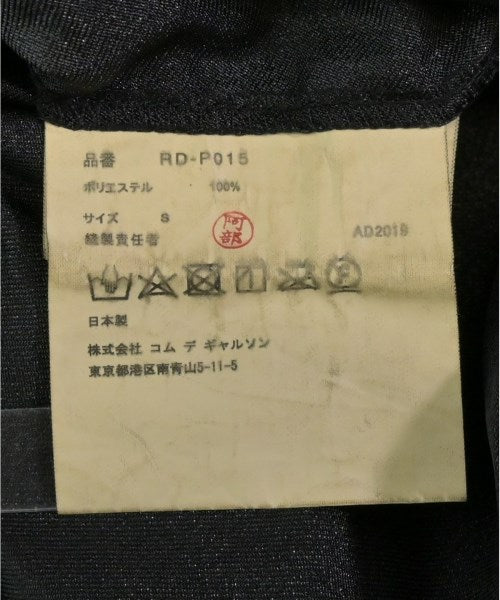 品番 RD-P015
ポリエステル 100%
サイズ S
縫製責任者 阿部 AD2019
日本製
株式会社 コム デ ギャルソン
東京都港区南青山5-11-5